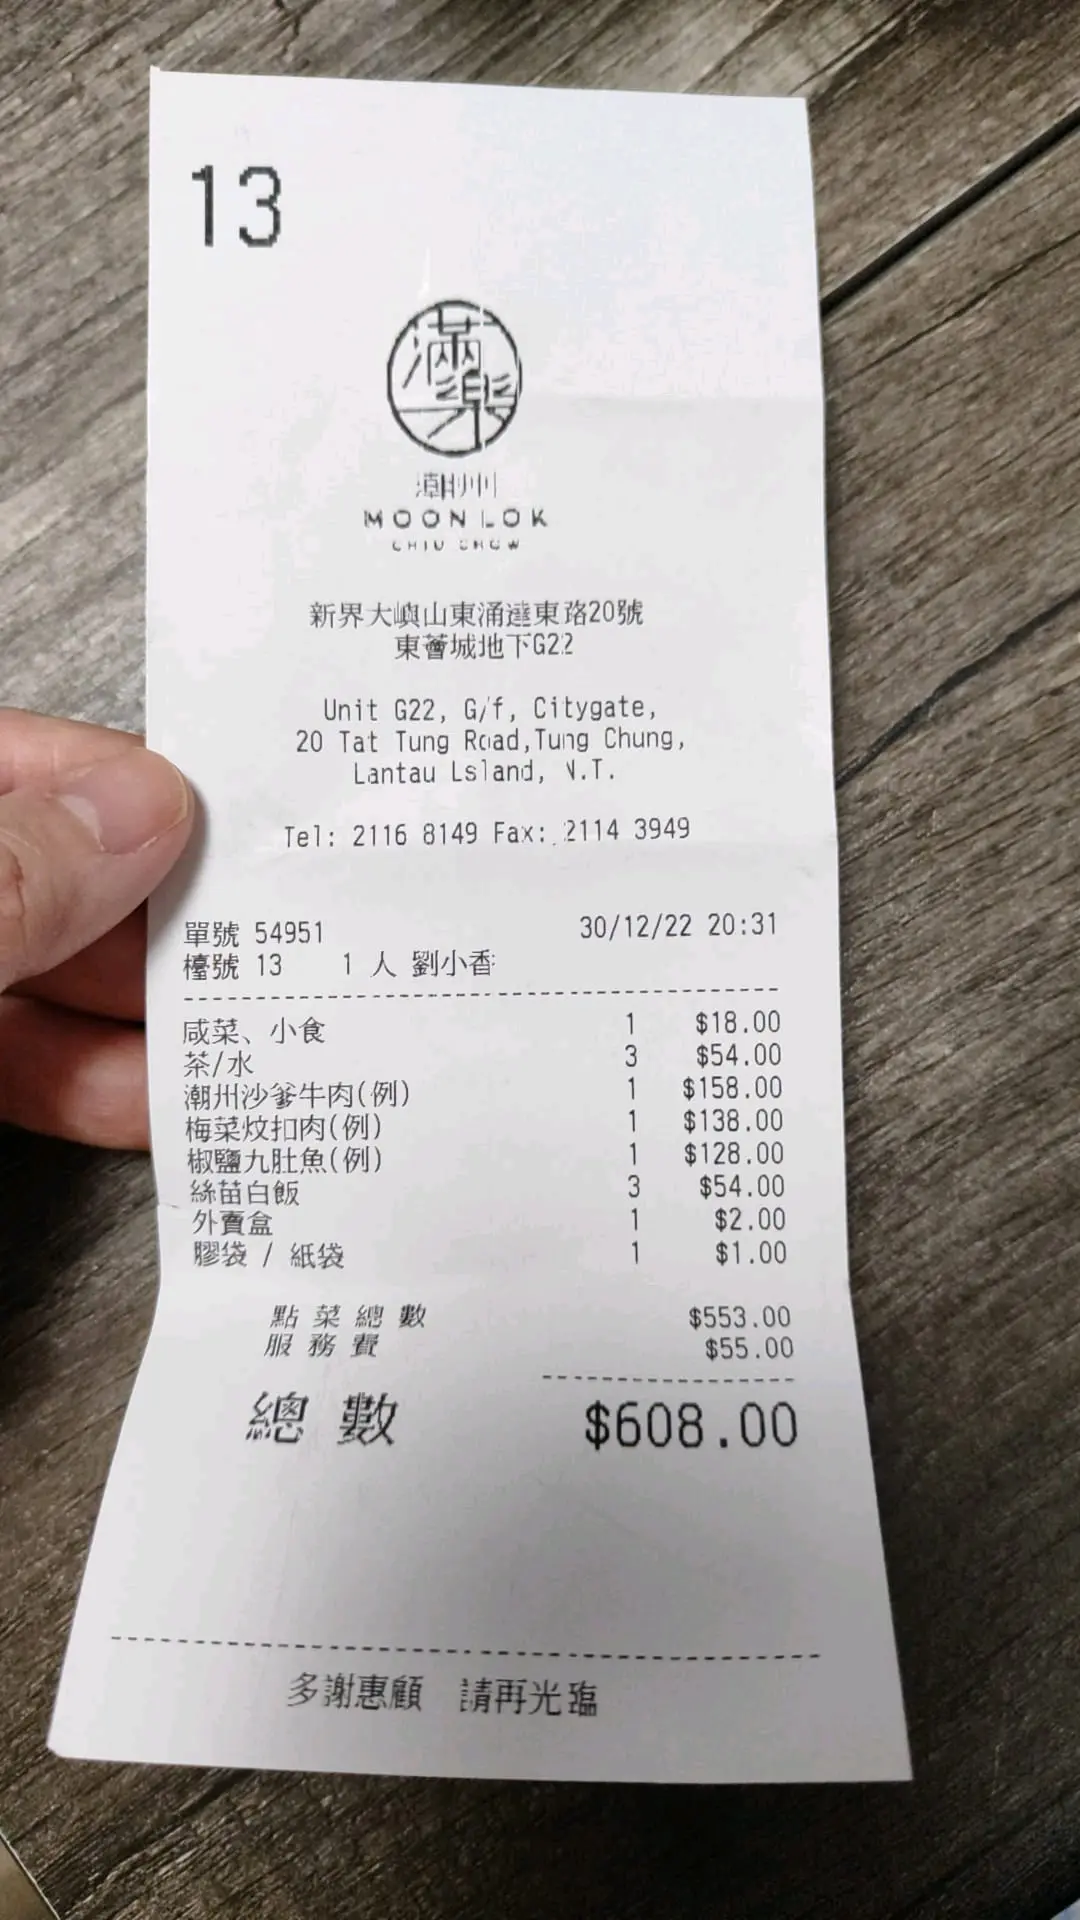 13
滿樂
潮州
MOON LOK
CHIU CHOW
新界大嶼山東涌達東路20號
東薈城地下G22
Unit G22, G/f, Citygate,
20 Tat Tung Road,Tung Chung,
Lantau Lsland, N.T.
Tel: 2116 8149 Fax: 2114 3949
單號 54951 30/12/22 20:31
檯號 13 1 人 劉小香
咸菜、小食 1 $18.00
茶/水 3 $54.00
潮州沙爹牛肉(例) 1 $158.00
梅菜炆扣肉(例) 1 $138.00
椒鹽九肚魚(例) 1 $128.00
絲苗白飯 3 $54.00
外賣盒 1 $2.00
膠袋 / 紙袋 1 $1.00
點菜總數 $553.00
服務費 $55.00
總數 $608.00
多謝惠顧 請再光臨